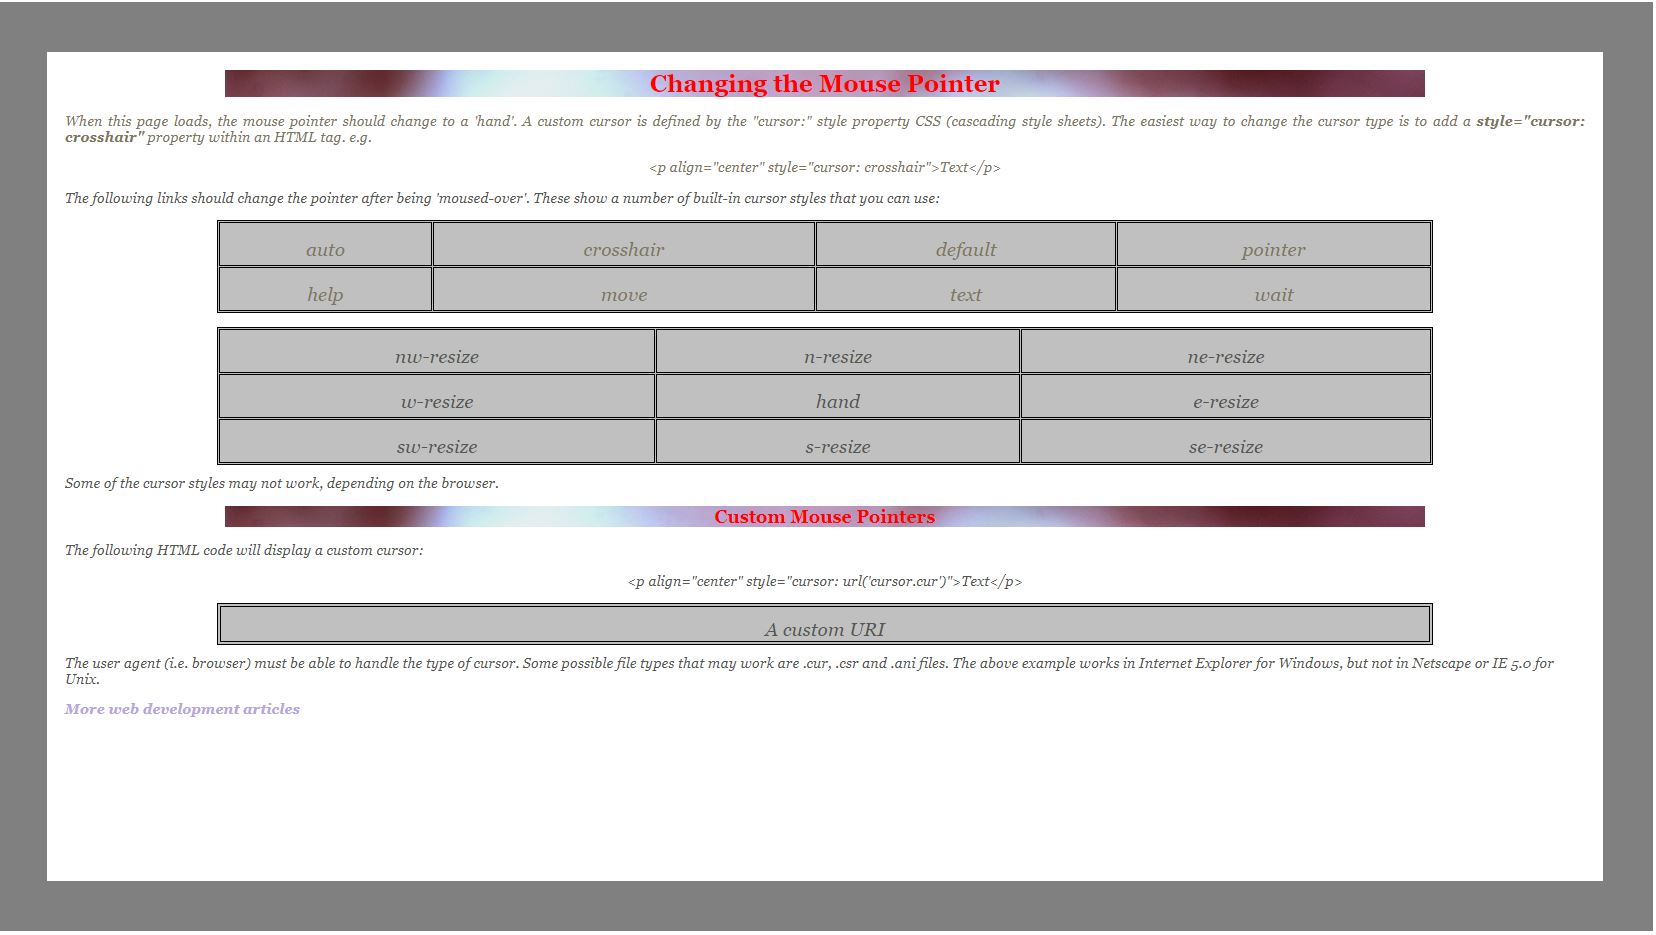 Changing the Mouse Pointer
When this page loads, the mouse pointer should change to a 'hand'. A custom cursor is defined by the "cursor:" style property CSS (cascading style sheets). The easiest way to change the cursor type is to add a style="cursor:
crosshair" property within an HTML tag. e.g.
<p align="center" style="cursor: crosshair">Text</p>
The following links should change the pointer after being 'moused-over'. These show a number of built-in cursor styles that you can use:
auto crosshair default pointer
help move text wait
nw-resize n-resize ne-resize
w-resize hand e-resize
sw-resize s-resize se-resize
Some of the cursor styles may not work, depending on the browser.
Custom Mouse Pointers
The following HTML code will display a custom cursor:
<p align="center" style="cursor: url('cursor.cur')">Text</p>
A custom URI
The user agent (i.e. browser) must be able to handle the type of cursor. Some possible file types that may work are .cur, .csr and .ani files. The above example works in Internet Explorer for Windows, but not in Netscape or IE 5.0 for
Unix.
More web development articles